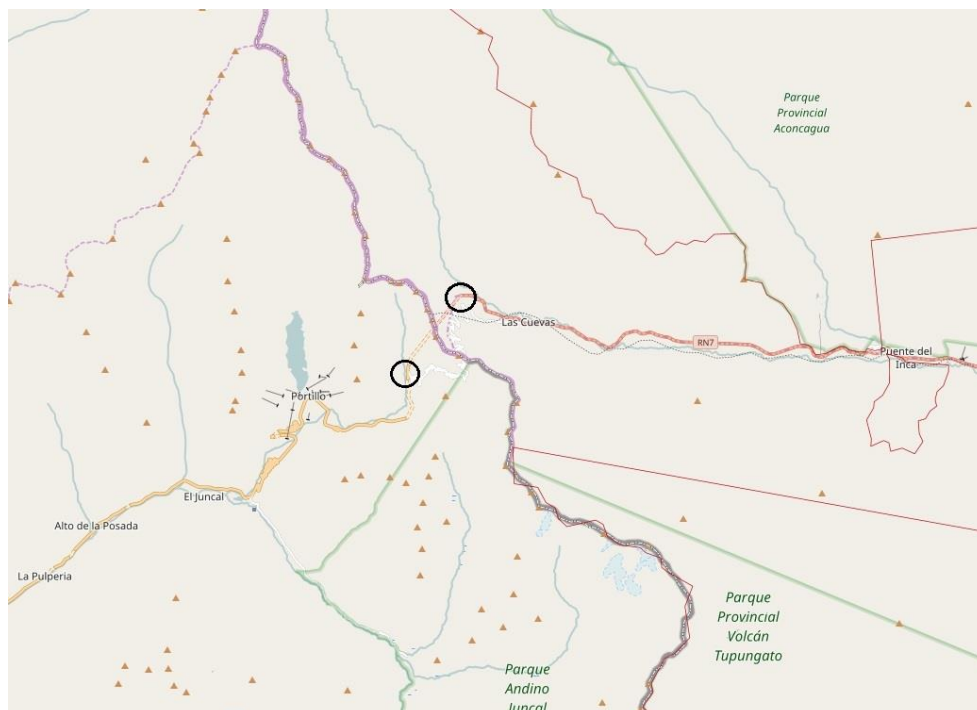 Parque
Provincial
Aconcagua
Las Cuevas
RN7
Puente del
Inca
Portillo
El Juncal
Alto de la Posada
La Pulperia
Parque
Provincial
Volcán
Tupungato
Parque
Andino
Juncal